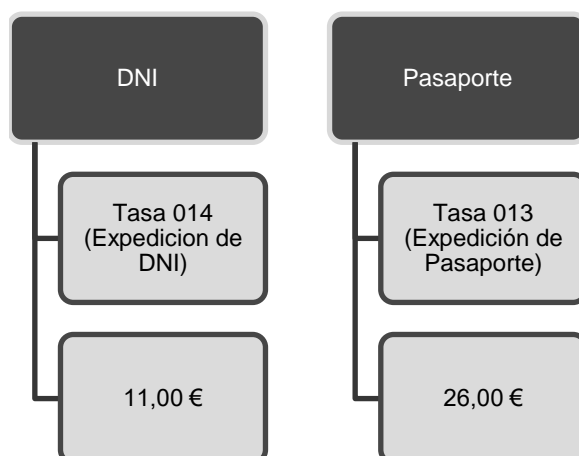 DNI
Tasa 014
(Expedicion de
DNI)
11,00 €
Pasaporte
Tasa 013
(Expedición de
Pasaporte)
26,00 €